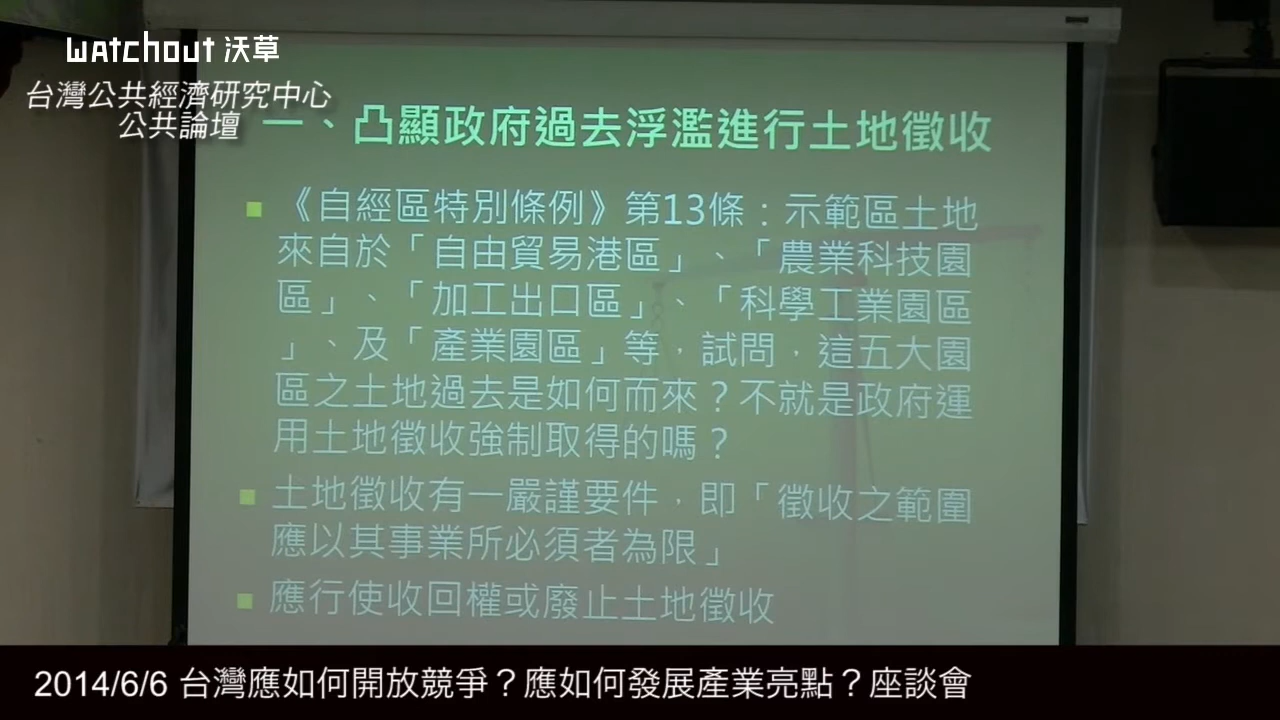 WATCHOUT 沃草
台灣公共經濟研究中心
公共論壇
一、凸顯政府過去浮濫進行土地徵收
《自經區特別條例》第13條：示範區土地
來自於「自由貿易港區」、「農業科技園
區」、「加工出口區」、「科學工業園區
」、及「產業園區」等，試問，這五大園
區之土地過去是如何而來？不就是政府運
用土地徵收強制取得的嗎？
土地徵收有一嚴謹要件，即「徵收之範圍
應以其事業所必須者為限」
應行使收回權或廢止土地徵收
2014/6/6 台灣應如何開放競爭？應如何發展產業亮點？座談會